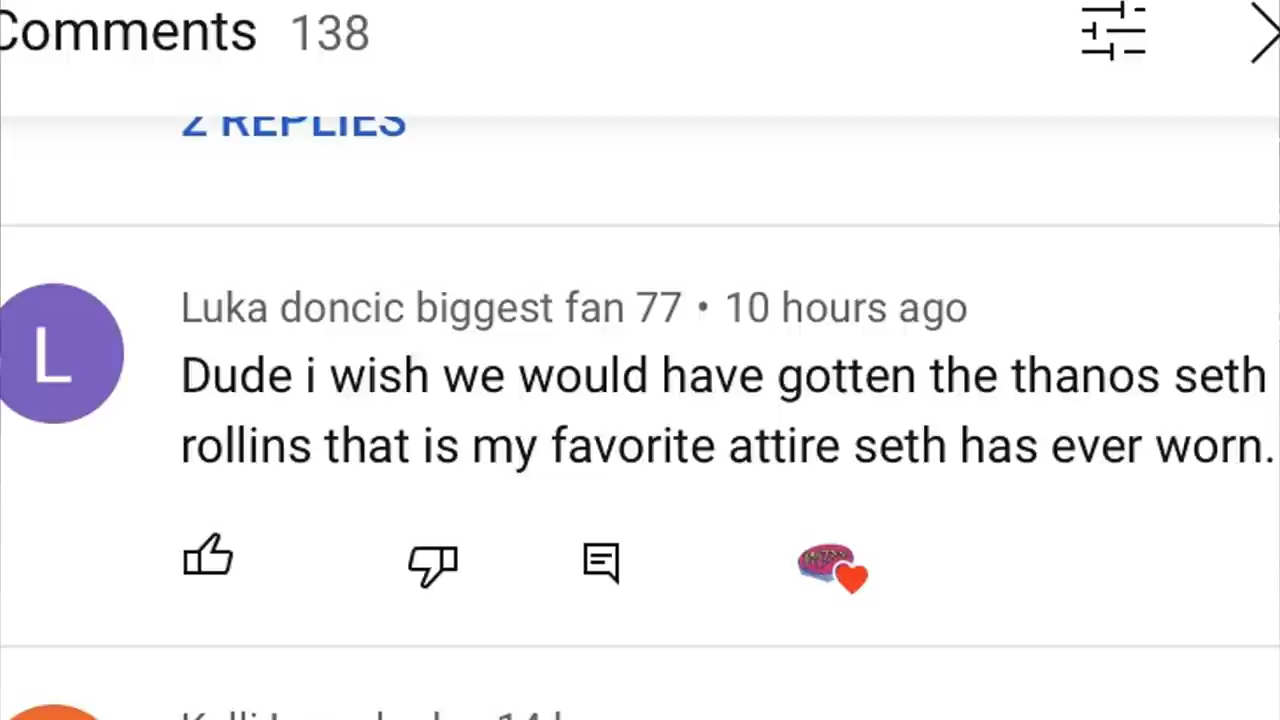 Comments 138
2 REPLIES
L
Luka doncic biggest fan 77 • 10 hours ago
Dude i wish we would have gotten the thanos seth
rollins that is my favorite attire seth has ever worn.